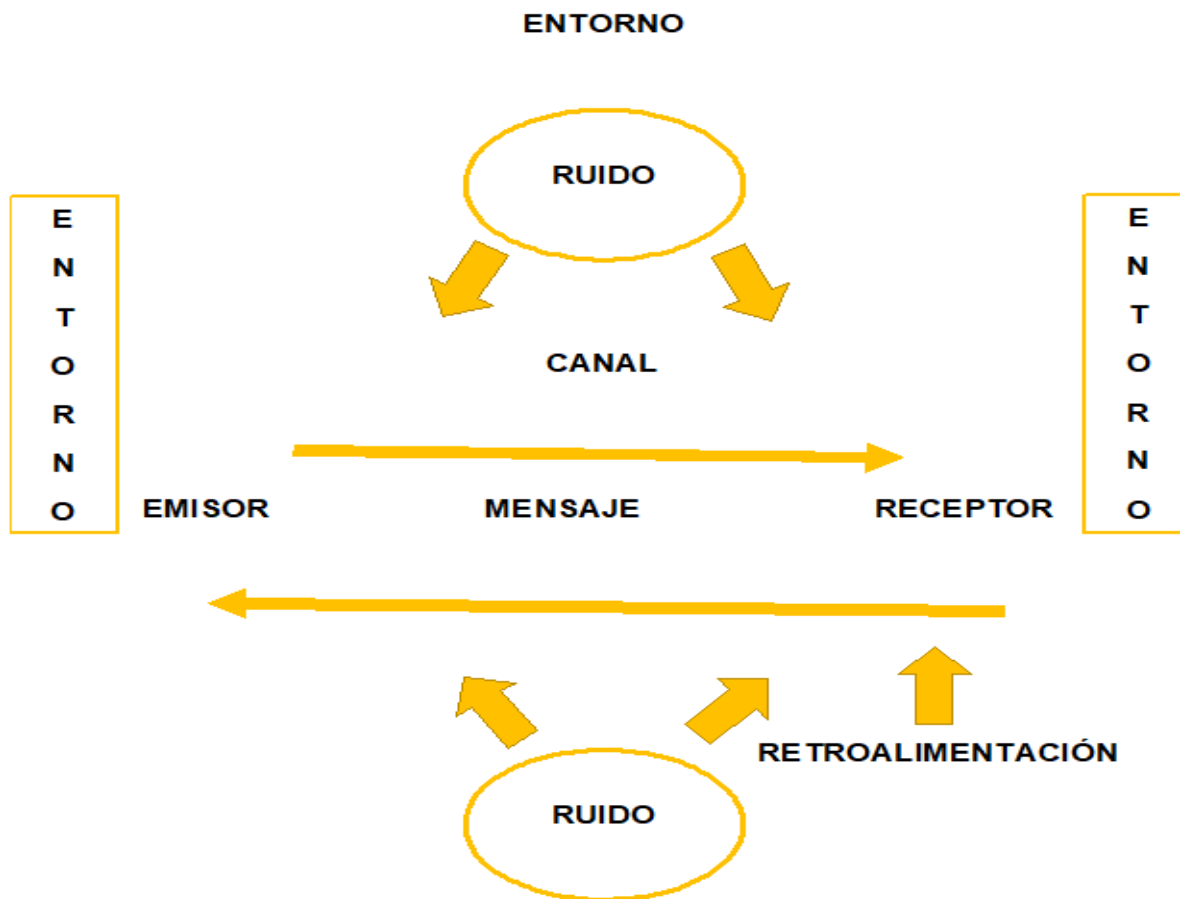 ENTORNO
RUIDO
E
N
T
O
R
N
O
E
N
T
O
R
N
O
CANAL
EMISOR MENSAJE RECEPTOR
RETROALIMENTACIÓN
RUIDO